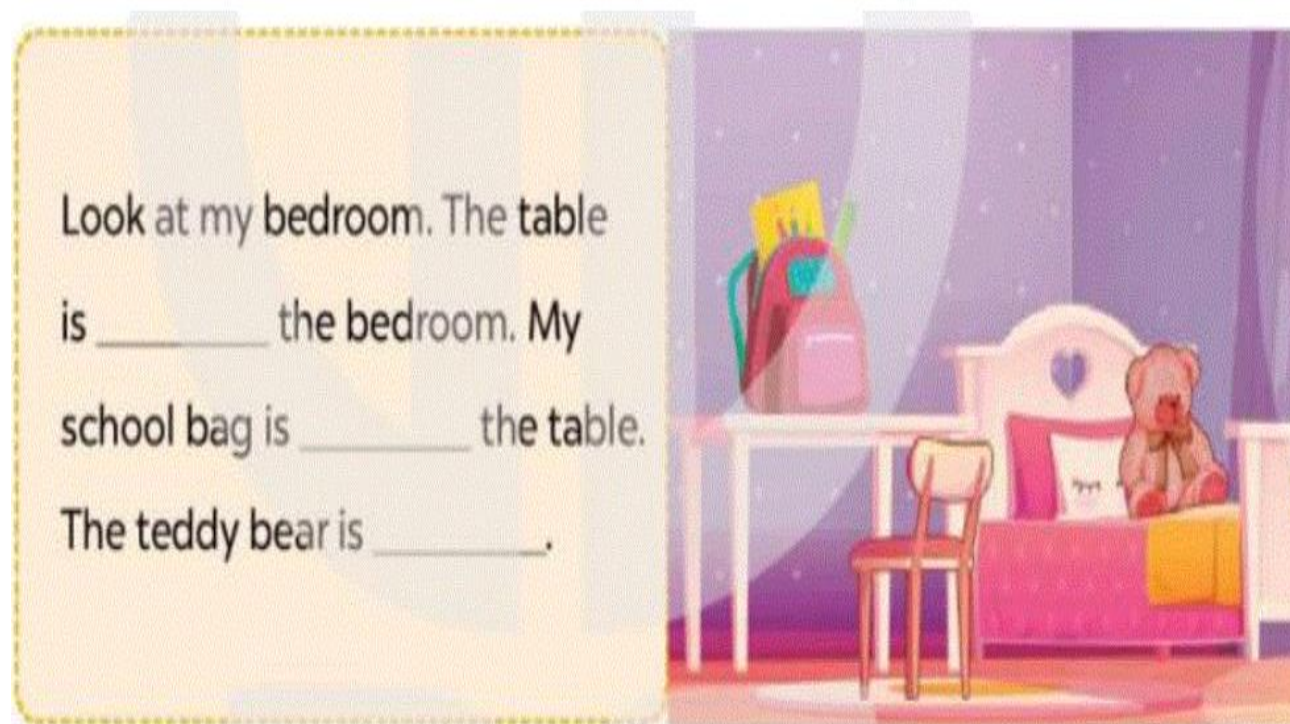 Look at my bedroom. The table
is ________ the bedroom. My
school bag is ________ the table.
The teddy bear is ________.